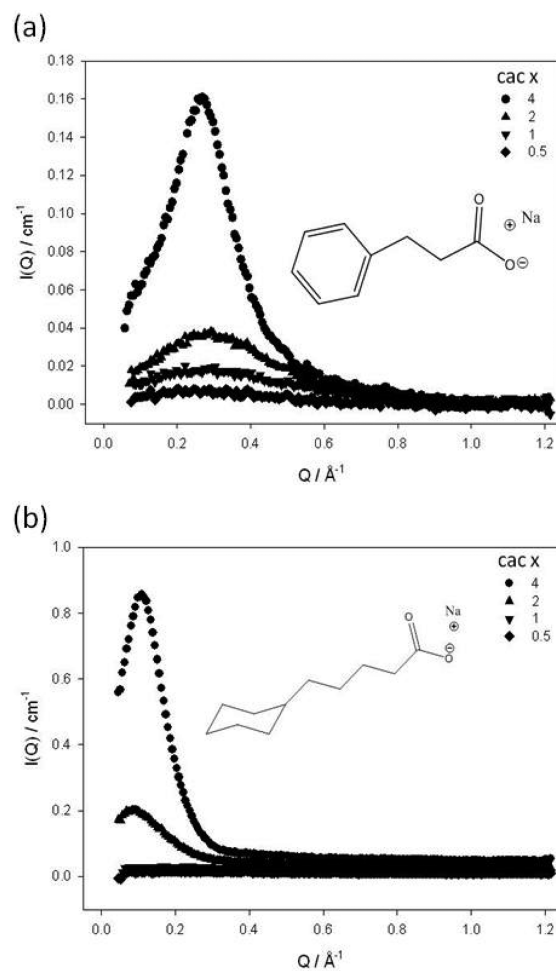 (a)
0.18
0.16
0.14
0.12
0.10
0.08
0.06
0.04
0.02
0.00
I(Q) / cm⁻¹
cac x
4
2
1
0.5
O
⊕ Na
O ⊖
0.0 0.2 0.4 0.6 0.8 1.0 1.2
Q / Å⁻¹
(b)
1.0
0.8
0.6
0.4
0.2
0.0
I(Q) / cm⁻¹
cac x
4
2
1
0.5
Na
⊕
O
⊖
O
0.0 0.2 0.4 0.6 0.8 1.0 1.2
Q / Å⁻¹